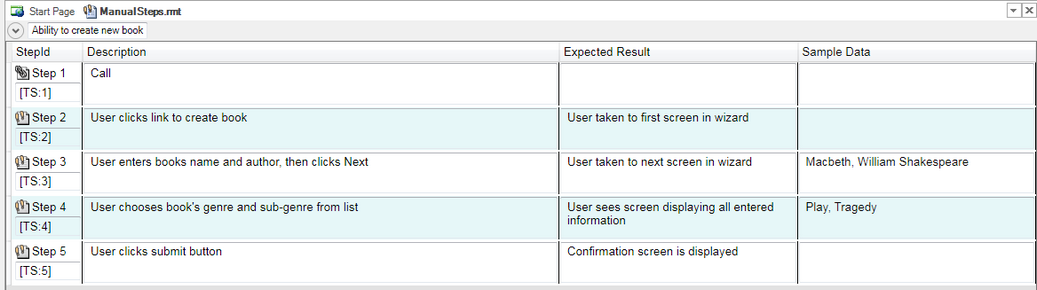 Start Page ManualSteps.rmt
Ability to create new book
StepId Description Expected Result Sample Data
Step 1 Call
[TS:1]
Step 2 User clicks link to create book User taken to first screen in wizard
[TS:2]
Step 3 User enters books name and author, then clicks Next User taken to next screen in wizard Macbeth, William Shakespeare
[TS:3]
Step 4 User chooses book's genre and sub-genre from list User sees screen displaying all entered Play, Tragedy
information
[TS:4]
Step 5 User clicks submit button Confirmation screen is displayed
[TS:5]